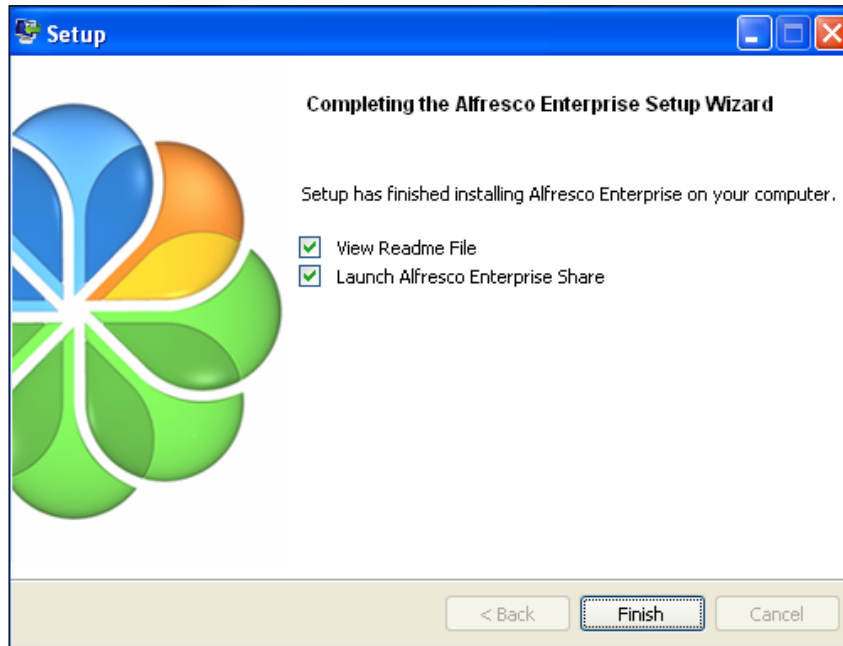 Setup
Completing the Alfresco Enterprise Setup Wizard
Setup has finished installing Alfresco Enterprise on your computer.
View Readme File
Launch Alfresco Enterprise Share
< Back Finish Cancel